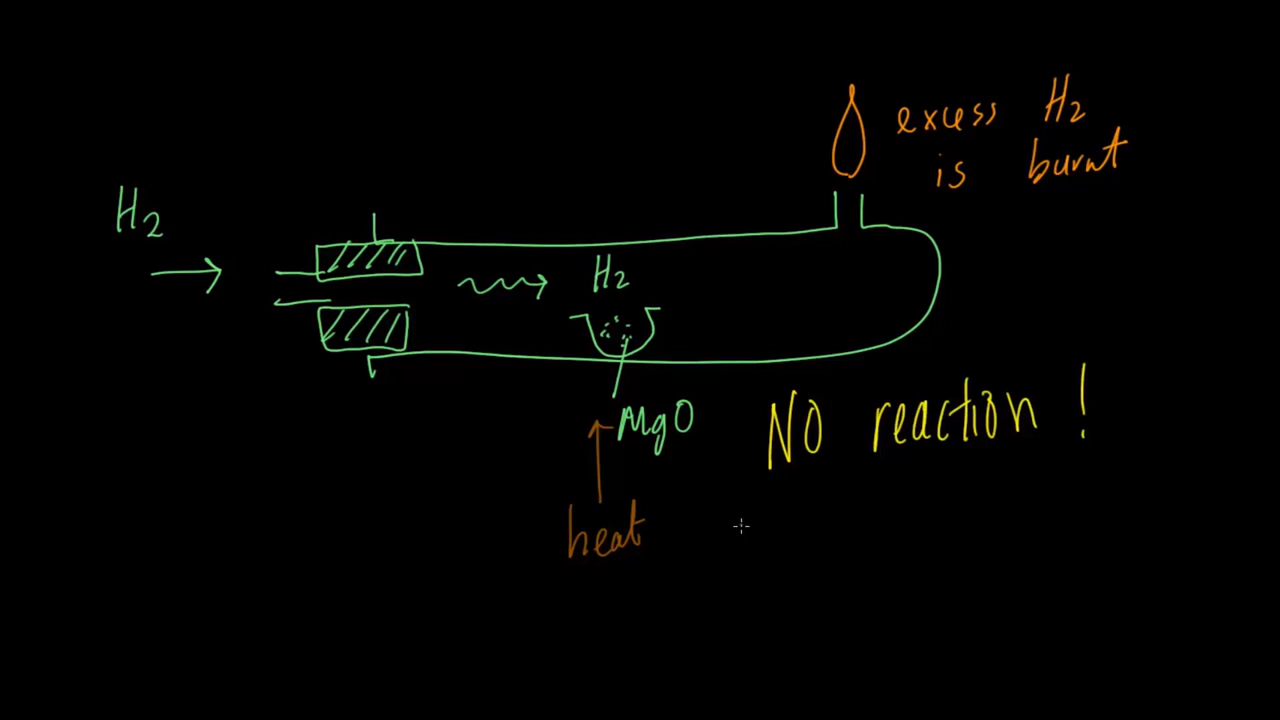 excess H2
is burnt
H2
H2
MgO
No reaction!
heat